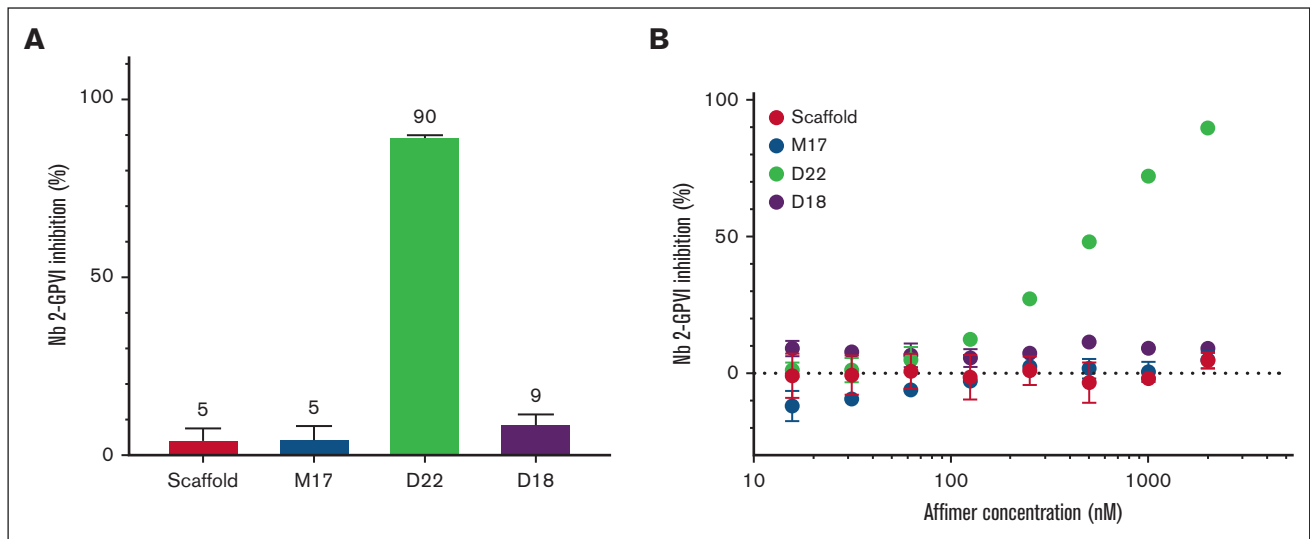 A
Nb 2-GPVI inhibition (%)
100
50
0
5
5
90
9
Scaffold M17 D22 D18
B
Nb 2-GPVI inhibition (%)
100
50
0
Scaffold
M17
D22
D18
10 100 1000
Affimer concentration (nM)